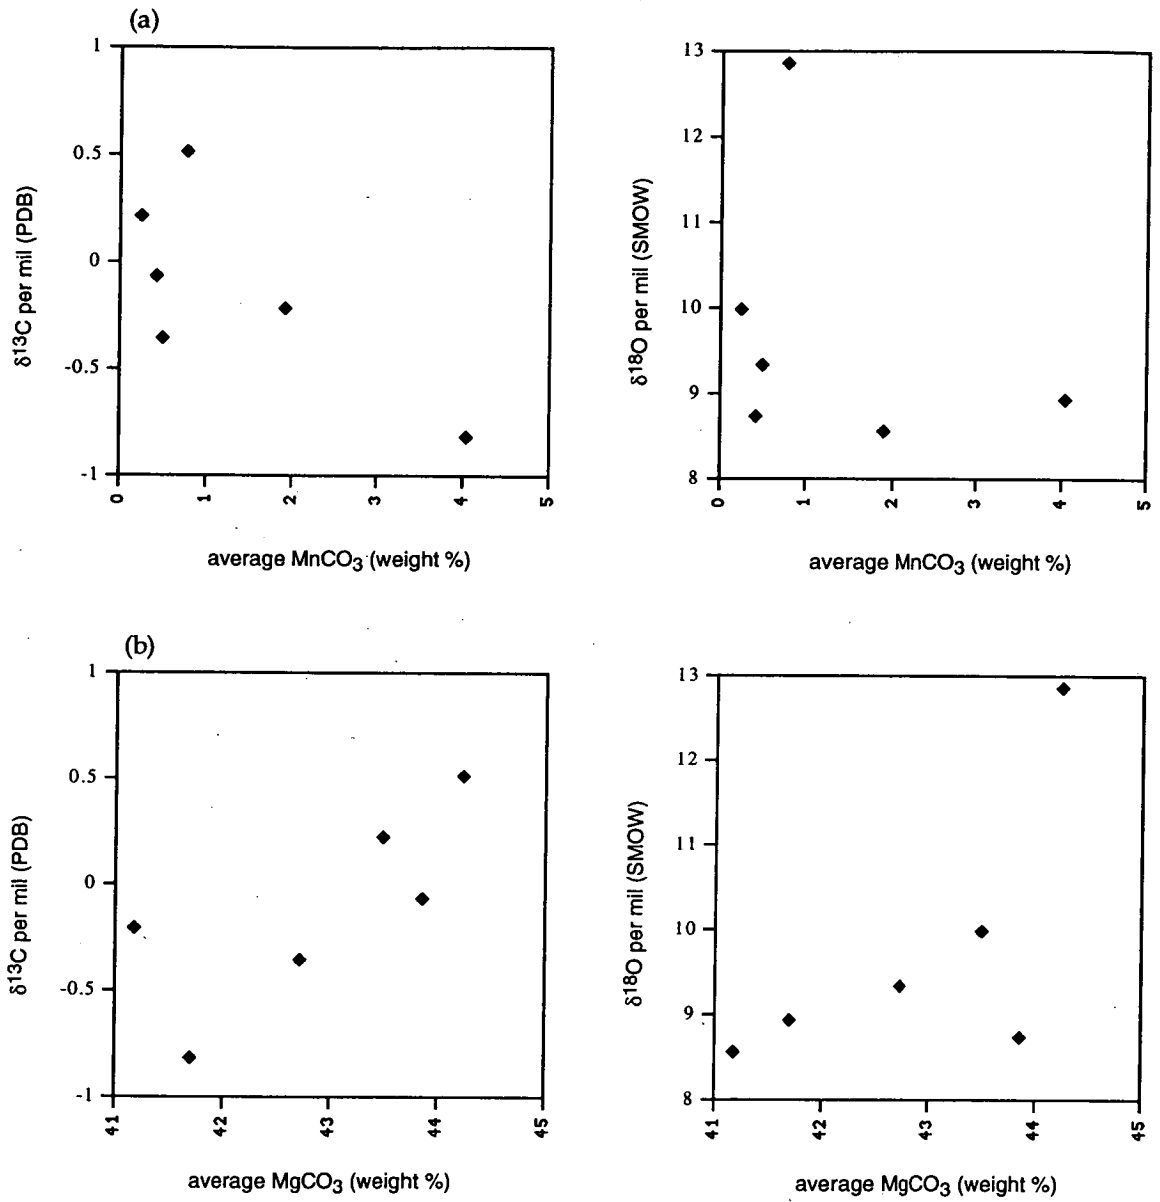 (a)
1
0.5
0
-0.5
-1
δ13C per mil (PDB)
0 1 2 3 4 5
average MnCO3 (weight %)
13
12
11
10
9
8
δ18O per mil (SMOW)
0 1 2 3 4 5
average MnCO3 (weight %)
(b)
1
0.5
0
-0.5
-1
δ13C per mil (PDB)
41 42 43 44 45
average MgCO3 (weight %)
13
12
11
10
9
8
δ18O per mil (SMOW)
41 42 43 44 45
average MgCO3 (weight %)